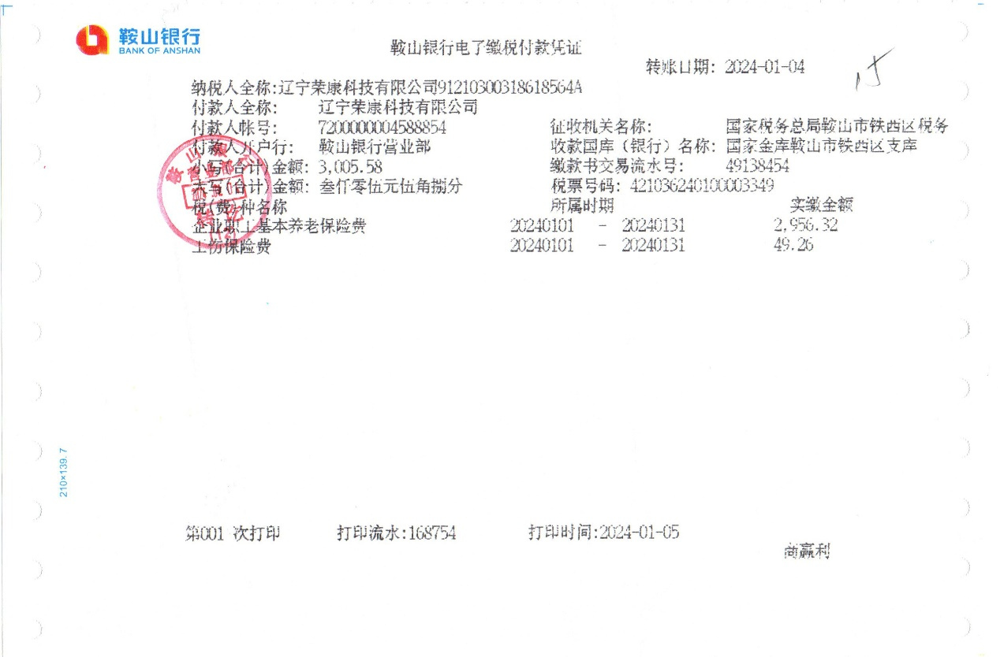 鞍山银行
BANK OF ANSHAN
鞍山银行电子缴税付款凭证
转账日期: 2024-01-04
纳税人全称:辽宁荣康科技有限公司91210300318618564A
付款人全称: 辽宁荣康科技有限公司
付款人帐号: 7200000004588854 征收机关名称: 国家税务总局鞍山市铁西区税务
付款人开户行: 鞍山银行营业部 收款国库（银行）名称: 国家金库鞍山市铁西区支库
小写(合计)金额: 3,005.58 缴款书交易流水号: 49138454
大写(合计)金额: 叁仟零伍元伍角捌分 税票号码: 421036240100003349
税(费)种名称 所属时期 实缴金额
企业职工基本养老保险费 20240101 - 20240131 2,956.32
工伤保险费 20240101 - 20240131 49.26
210×139.7
第001 次打印 打印流水:168754 打印时间:2024-01-05
商赢利